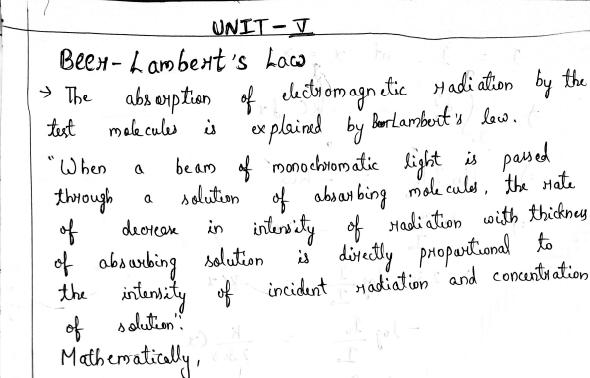 UNIT - V
Beer-Lambert's Law
→ The absorption of electromagnetic radiation by the
test molecules is explained by Beer Lambert's law.
"When a beam of monochromatic light is passed
through a solution of absorbing molecules, the rate
of decrease in intensity of radiation with thickness
of absorbing solution is directly proportional to
the intensity of incident radiation and concentration
of solution".
Mathematically,